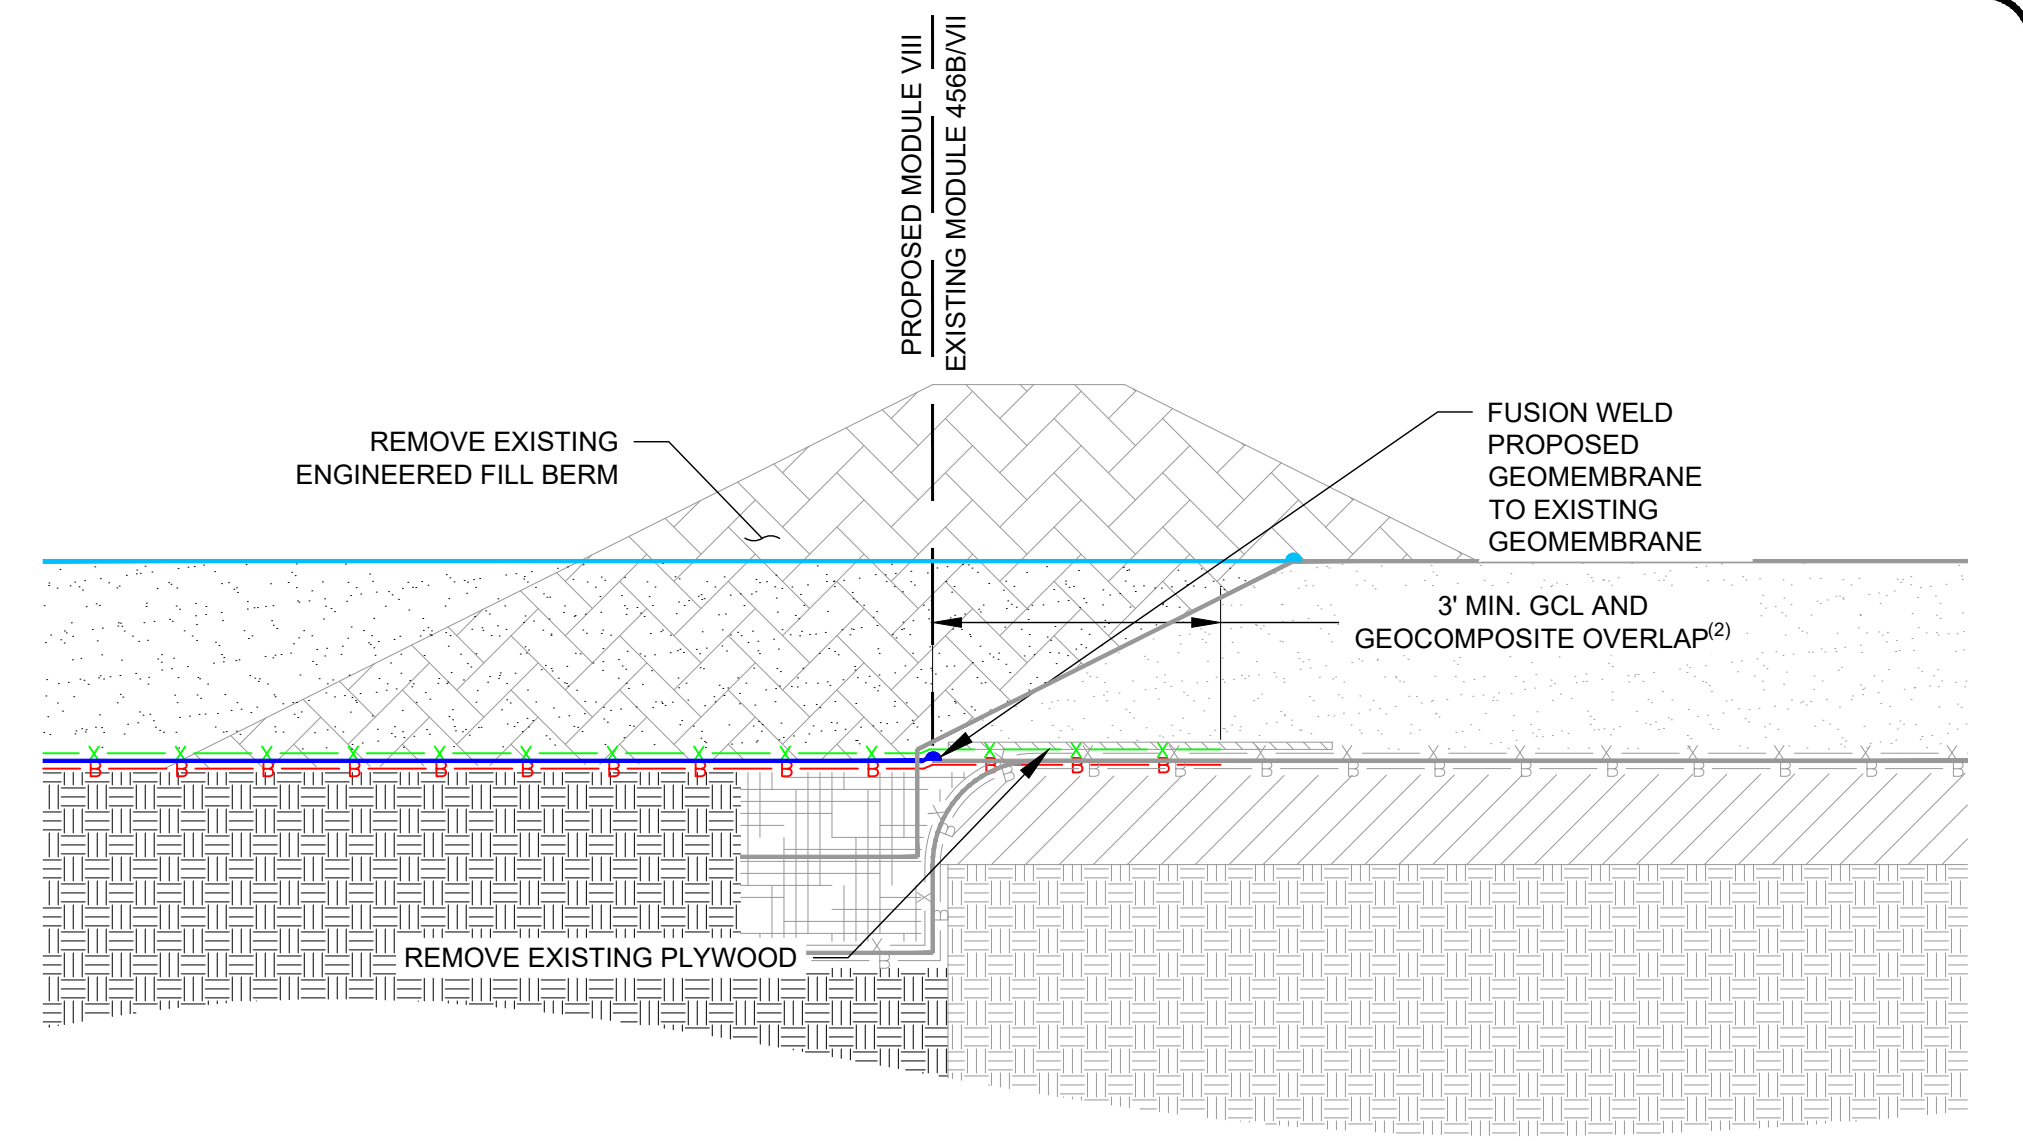 PROPOSED MODULE VIII
EXISTING MODULE 456B/VII
REMOVE EXISTING
ENGINEERED FILL BERM
FUSION WELD
PROPOSED
GEOMEMBRANE
TO EXISTING
GEOMEMBRANE
3' MIN. GCL AND
GEOCOMPOSITE OVERLAP(2)
X X X X X X X X X X X X X X X X X X X X X X
B B B B B B B B B B B B B B B B B B B B B B B
X
B
X
B
REMOVE EXISTING PLYWOOD
X
B